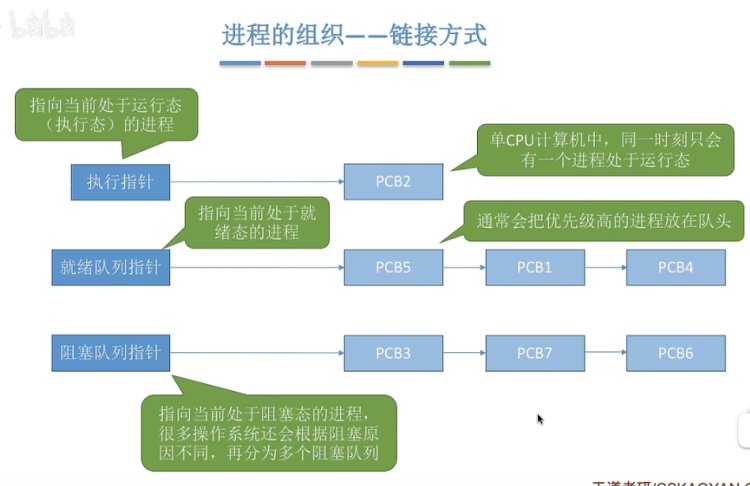 bilibili
进程的组织——链接方式
指向当前处于运行态
（执行态）的进程
单CPU计算机中，同一时刻只会
有一个进程处于运行态
执行指针
PCB2
指向当前处于就
绪态的进程
通常会把优先级高的进程放在队头
就绪队列指针
PCB5
PCB1
PCB4
阻塞队列指针
PCB3
PCB7
PCB6
指向当前处于阻塞态的进程，
很多操作系统还会根据阻塞原
因不同，再分为多个阻塞队列